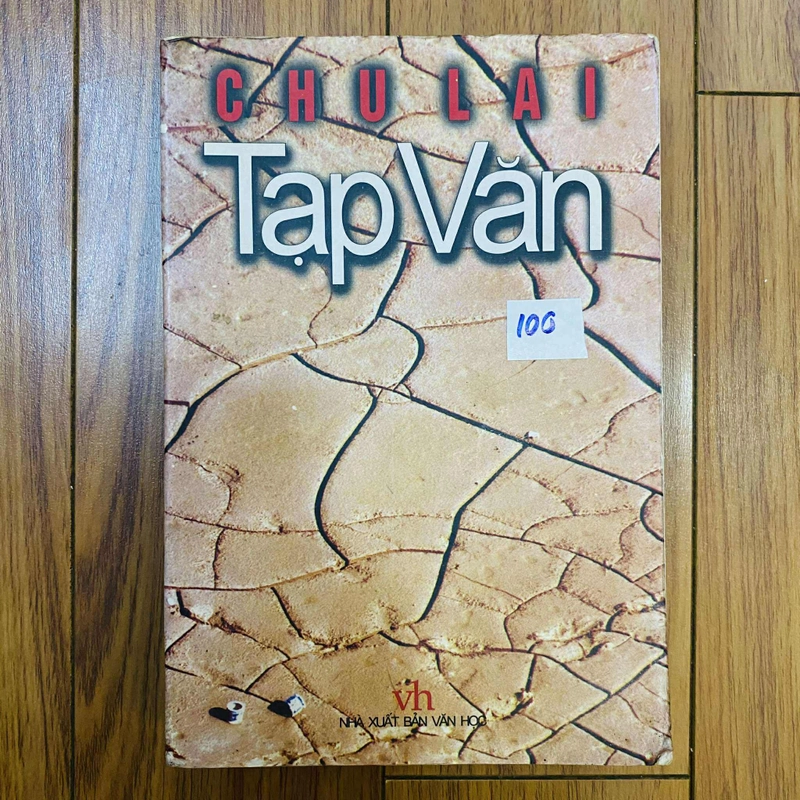 CHU LAI
Tạp Văn
100
vh
NHÀ XUẤT BẢN VĂN HỌC